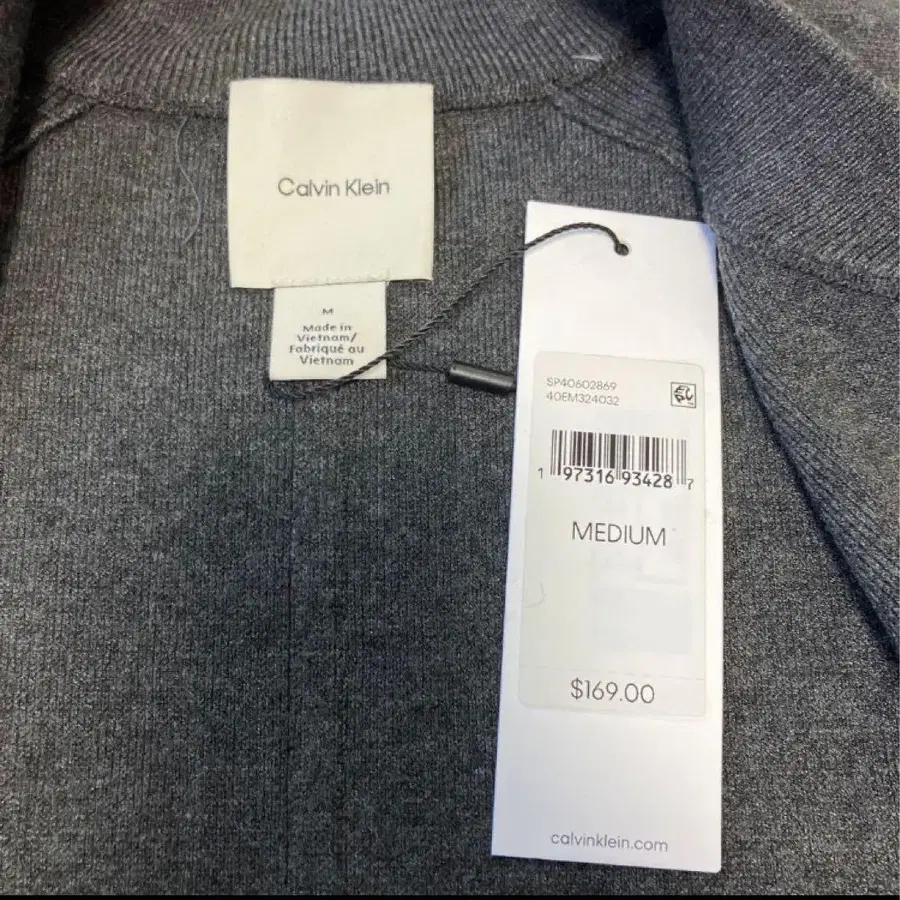 Calvin Klein
M
Made in
Vietnam/
Fabriqué au
Vietnam
SP40602869
40EM324032
1 97316 93428 7
MEDIUM
$169.00
calvinklein.com